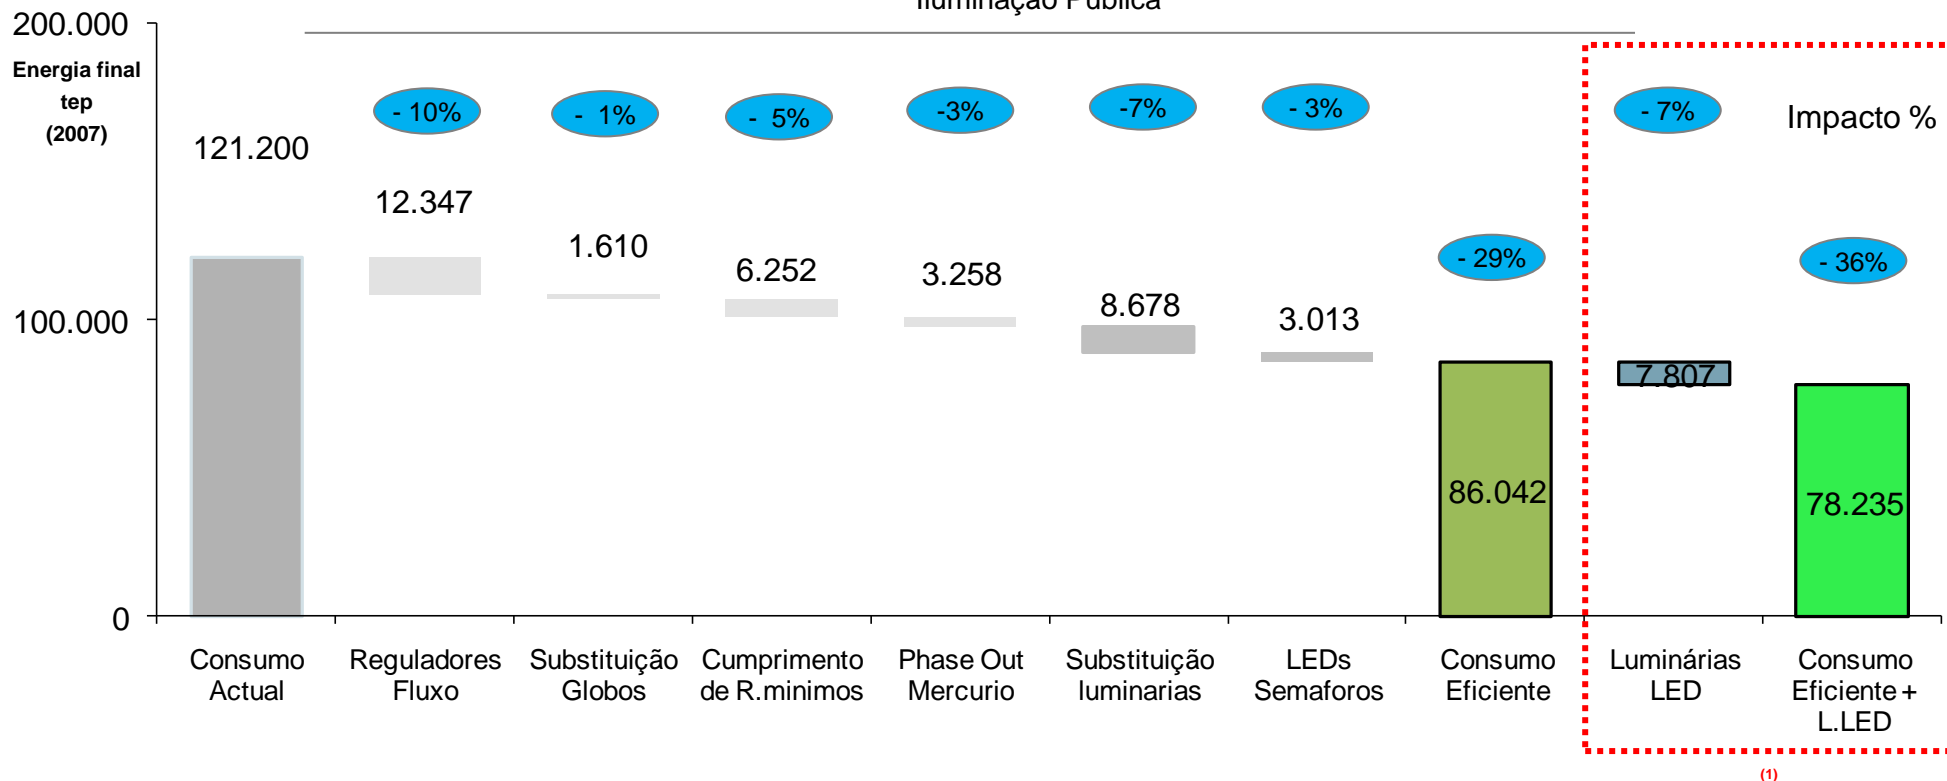 Iluminação Pública
200.000
Energia final
tep
(2007)
- 10%
- 1%
- 5%
-3%
-7%
- 3%
- 7%
Impacto %
121.200
12.347
1.610
6.252
3.258
8.678
3.013
- 29%
- 36%
100.000
7.807
86.042
78.235
0
Consumo
Actual
Reguladores
Fluxo
Substituição
Globos
Cumprimento
de R.minimos
Phase Out
Mercurio
Substituição
luminarias
LEDs
Semaforos
Consumo
Eficiente
Luminárias
LED
Consumo
Eficiente +
L.LED
(1)